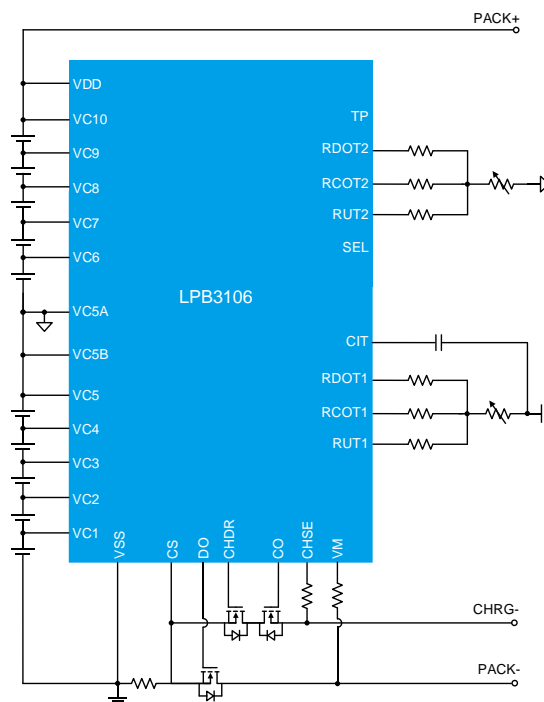 PACK+
VDD
VC10
TP
VC9
RDOT2
VC8
RCOT2
VC7
RUT2
VC6
SEL
LPB3106
VC5A
CIT
VC5B
RDOT1
VC5
RCOT1
VC4
RUT1
VC3
VC2
VC1
VSS
CS
DO
CHDR
CO
CHSE
VM
CHRG-
PACK-